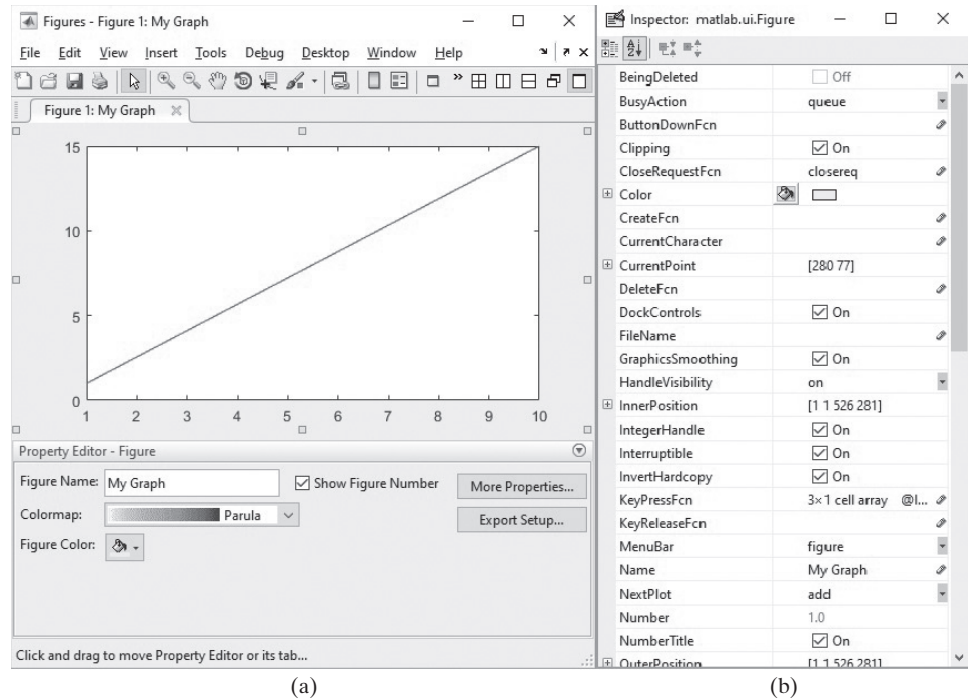 Figures - Figure 1: My Graph
File Edit View Insert Tools Debug Desktop Window Help
Figure 1: My Graph
15
10
5
0
1 2 3 4 5 6 7 8 9 10
Property Editor - Figure
Figure Name: My Graph Show Figure Number More Properties...
Colormap: Parula Export Setup...
Figure Color:
Click and drag to move Property Editor or its tab...
(a)
Inspector: matlab.ui.Figure
BeingDeleted Off
BusyAction queue
ButtonDownFcn
Clipping On
CloseRequestFcn closereq
Color
CreateFcn
CurrentCharacter
CurrentPoint [280 77]
DeleteFcn
DockControls On
FileName
GraphicsSmoothing On
HandleVisibility on
InnerPosition [1 1 526 281]
IntegerHandle On
Interruptible On
InvertHardcopy On
KeyPressFcn 3×1 cell array @l...
KeyReleaseFcn
MenuBar figure
Name My Graph
NextPlot add
Number 1.0
NumberTitle On
OuterPosition [1 1 526 281]
(b)